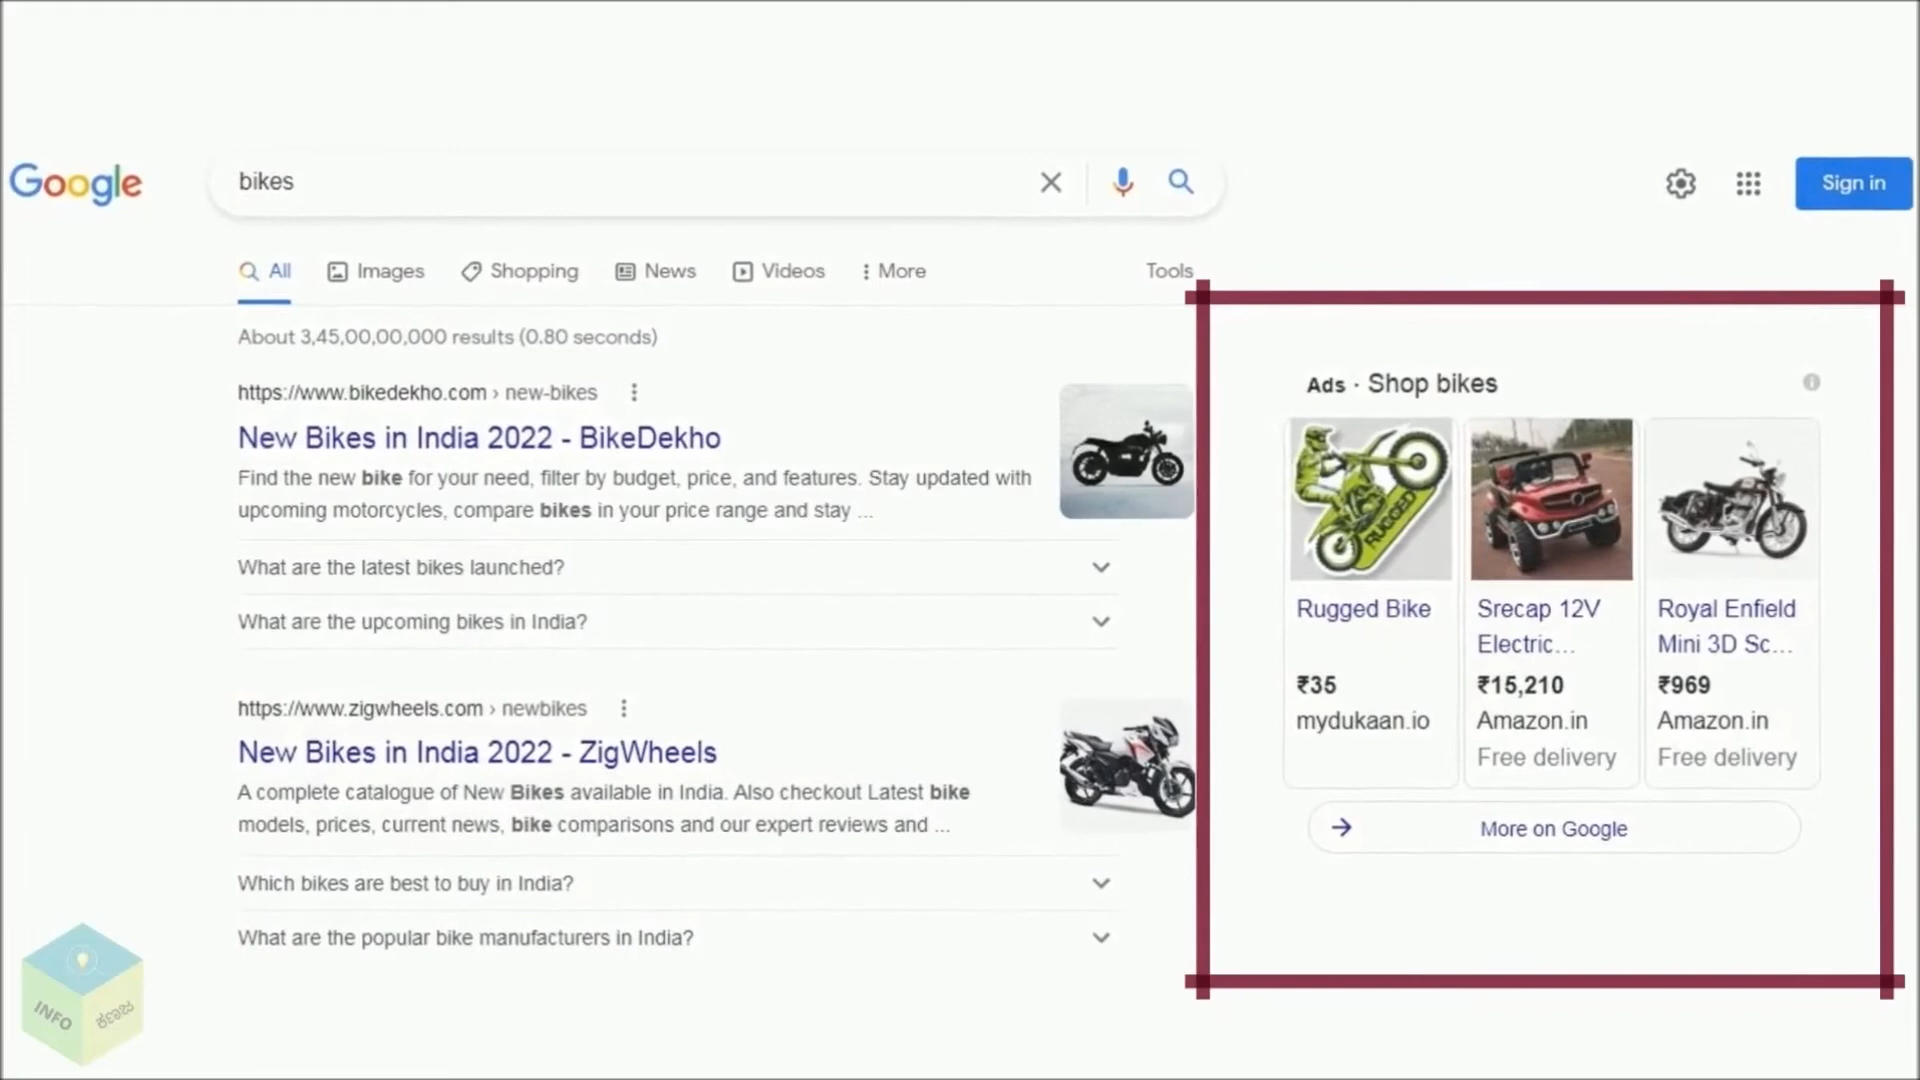 Google
bikes
Sign in
All
Images
Shopping
News
Videos
More
Tools
About 3,45,00,00,000 results (0.80 seconds)
https://www.bikedekho.com › new-bikes
New Bikes in India 2022 - BikeDekho
Find the new bike for your need, filter by budget, price, and features. Stay updated with
upcoming motorcycles, compare bikes in your price range and stay ...
What are the latest bikes launched?
What are the upcoming bikes in India?
https://www.zigwheels.com › newbikes
New Bikes in India 2022 - ZigWheels
A complete catalogue of New Bikes available in India. Also checkout Latest bike
models, prices, current news, bike comparisons and our expert reviews and ...
Which bikes are best to buy in India?
What are the popular bike manufacturers in India?
Ads · Shop bikes
RUGGED
Rugged Bike
₹35
mydukaan.io
Srecap 12V
Electric...
₹15,210
Amazon.in
Free delivery
Royal Enfield
Mini 3D Sc...
₹969
Amazon.in
Free delivery
More on Google
INFO